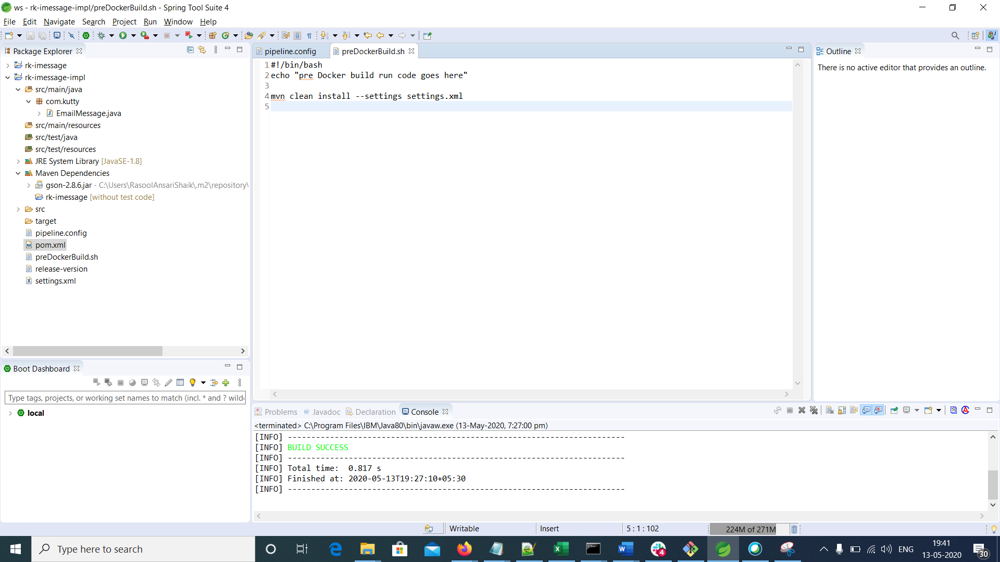 ws - rk-imessage-impl/preDockerBuild.sh - Spring Tool Suite 4
File Edit Navigate Search Project Run Window Help
Package Explorer
rk-imessage
rk-imessage-impl
src/main/java
com.kutty
EmailMessage.java
src/main/resources
src/test/java
src/test/resources
JRE System Library [JavaSE-1.8]
Maven Dependencies
gson-2.8.6.jar - C:\Users\RasoolAnsariShaik\.m2\repository\
rk-imessage [without test code]
src
target
pipeline.config
pom.xml
preDockerBuild.sh
release-version
settings.xml
pipeline.config preDockerBuild.sh
1 #!/bin/bash
2 echo "pre Docker build run code goes here"
3
4 mvn clean install --settings settings.xml
5
Outline
There is no active editor that provides an outline.
Boot Dashboard
Type tags, projects, or working set names to match (incl. * and ? wild
local
Problems Javadoc Declaration Console
<terminated> C:\Program Files\IBM\Java80\bin\javaw.exe (13-May-2020, 7:27:00 pm)
[INFO] ------------------------------------------------------------------------
[INFO] BUILD SUCCESS
[INFO] ------------------------------------------------------------------------
[INFO] Total time:  0.817 s
[INFO] Finished at: 2020-05-13T19:27:10+05:30
[INFO] ------------------------------------------------------------------------
Writable Insert 5 : 1 : 102 224M of 271M
Type here to search
4
ENG
19:41
13-05-2020
30